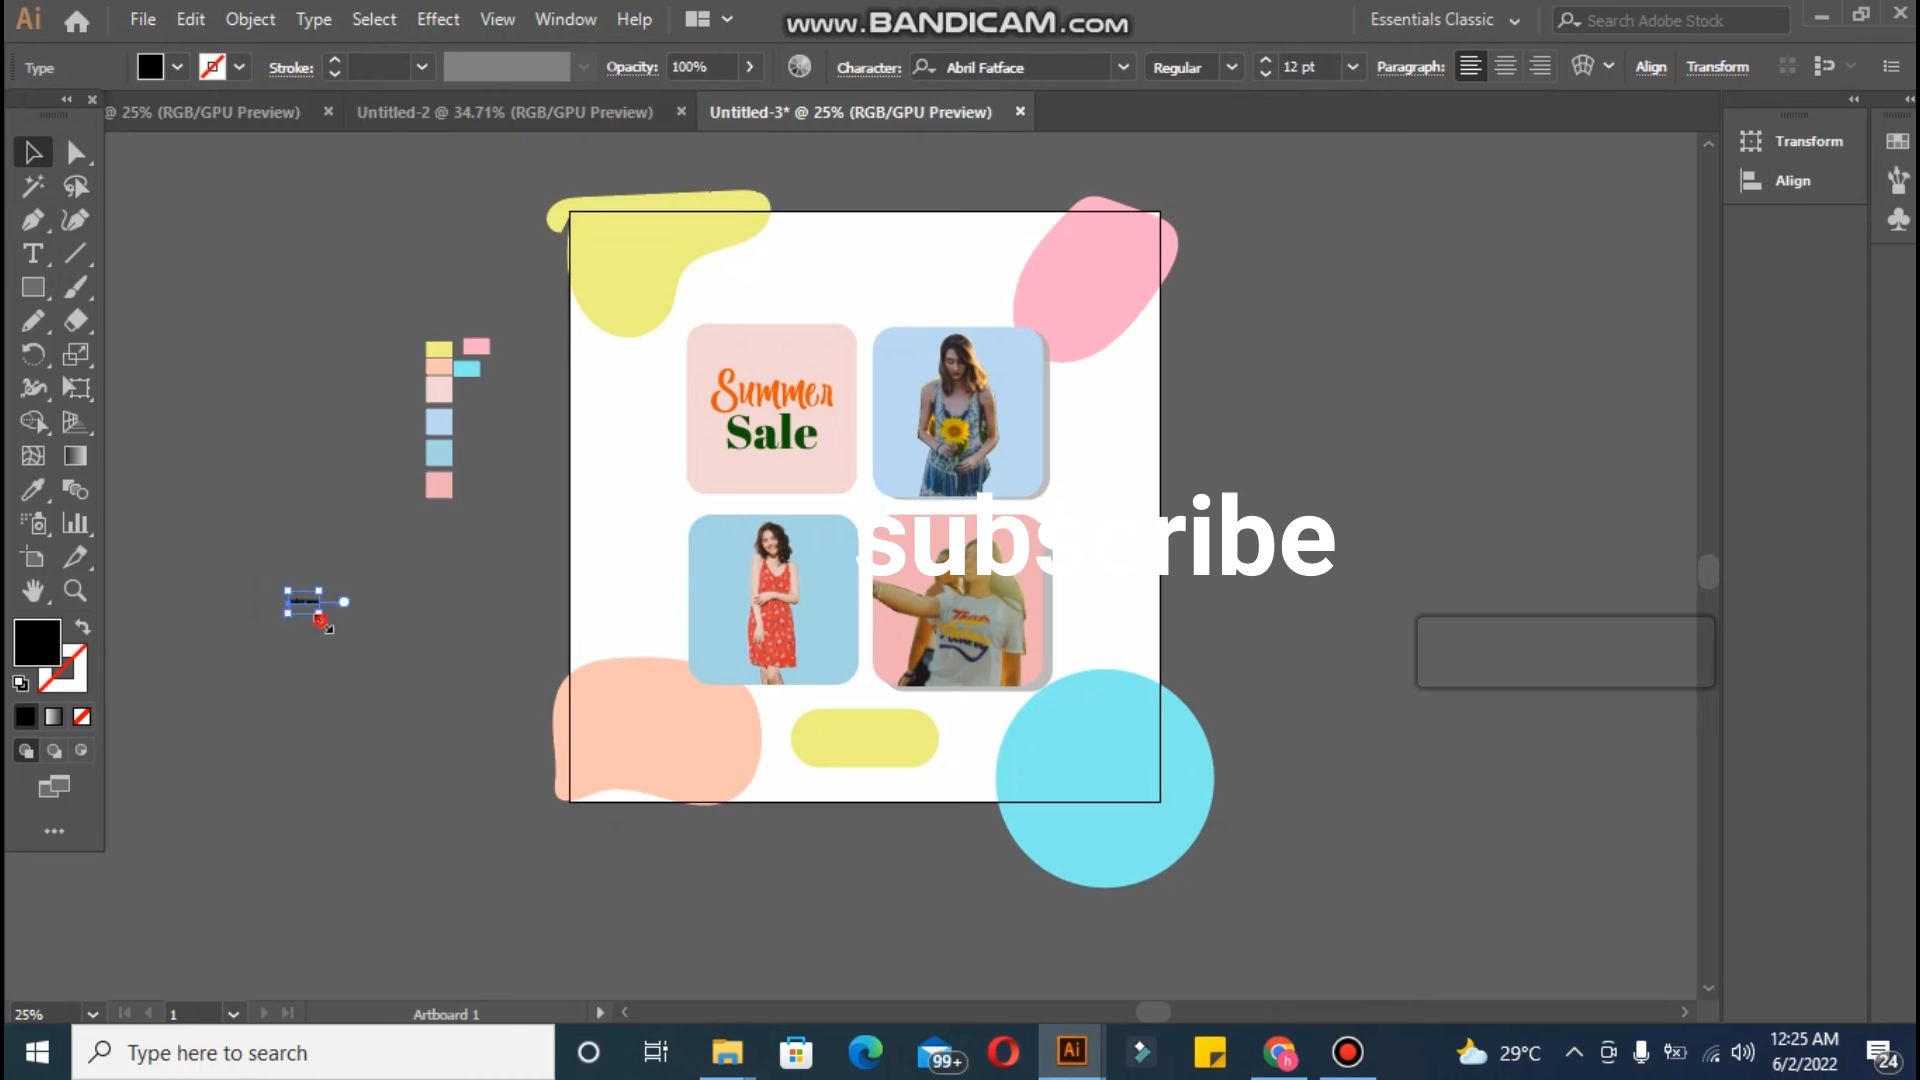 Ai
File Edit Object Type Select Effect View Window Help
www.BANDICAM.com
Essentials Classic
Search Adobe Stock
Type
Stroke:
Opacity: 100%
Character: Abril Fatface
Regular
12 pt
Paragraph:
Align
Transform
@ 25% (RGB/GPU Preview)
Untitled-2 @ 34.71% (RGB/GPU Preview)
Untitled-3* @ 25% (RGB/GPU Preview)
Transform
Align
Summer
Sale
subscribe
25%
1
Artboard 1
Type here to search
99+
Ai
h
29°C
12:25 AM
6/2/2022
24